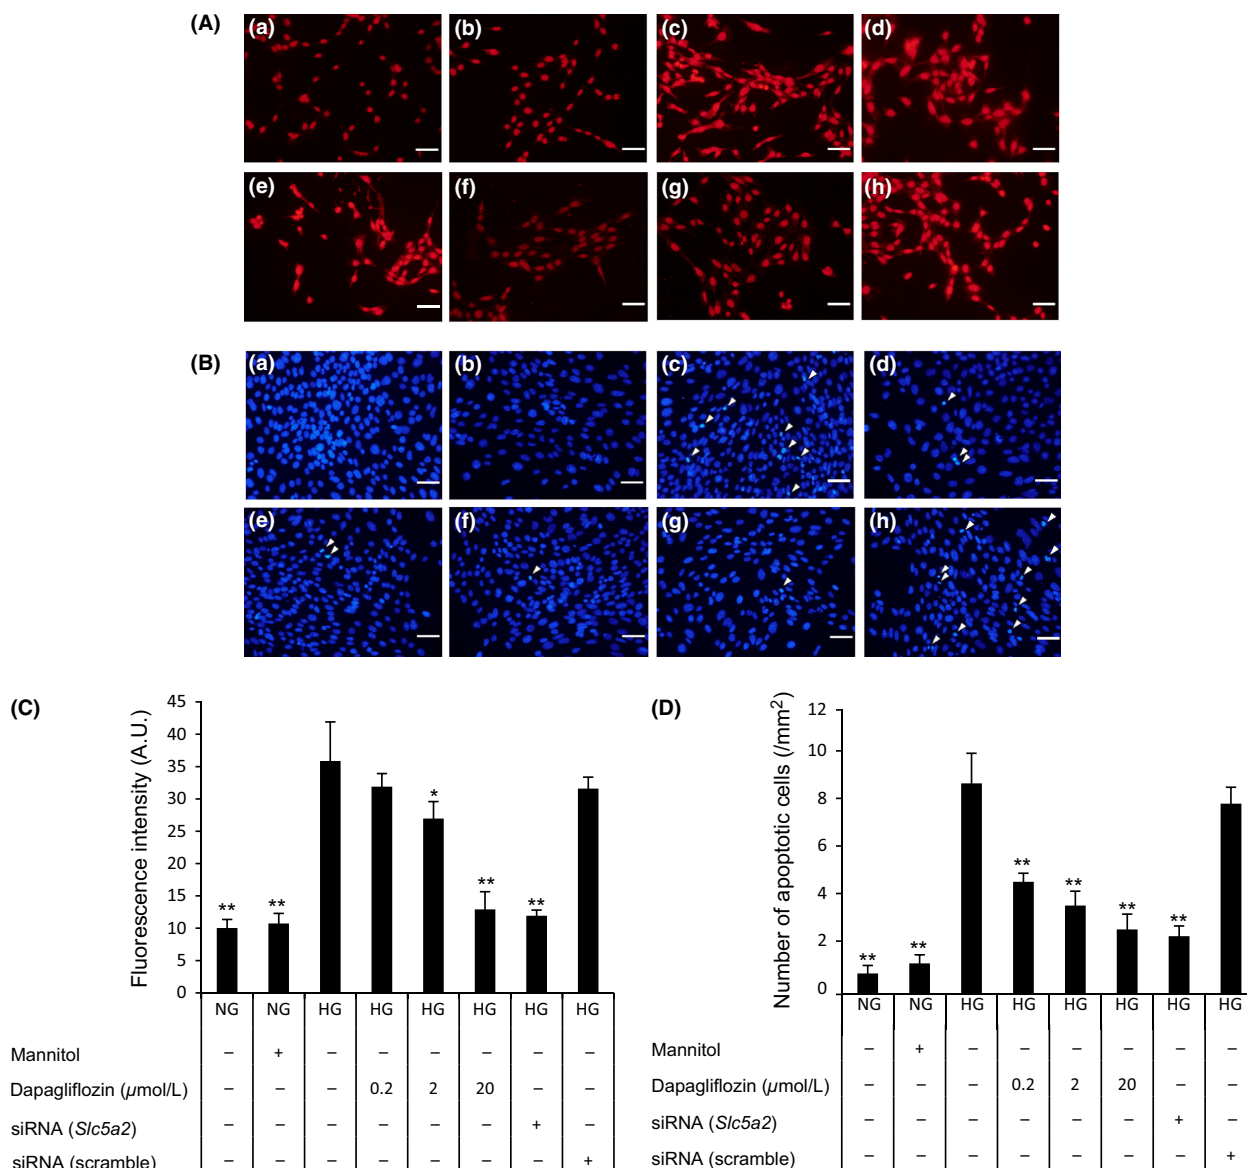 (A)
(a) (b) (c) (d)
(e) (f) (g) (h)
(B)
(a) (b) (c) (d)
(e) (f) (g) (h)
(C)
Fluorescence intensity (A.U.)
45
40
35
30
25
20
15
10
5
0
** ** * ** **
NG NG HG HG HG HG HG HG
Mannitol – + – – – – – –
Dapagliflozin (µmol/L) – – – 0.2 2 20 – –
siRNA (Slc5a2) – – – – – – + –
siRNA (scramble) – – – – – – – +
(D)
Number of apoptotic cells (/mm²)
12
10
8
6
4
2
0
** ** ** ** ** **
NG NG HG HG HG HG HG HG
Mannitol – + – – – – – –
Dapagliflozin (µmol/L) – – – 0.2 2 20 – –
siRNA (Slc5a2) – – – – – – + –
siRNA (scramble) – – – – – – – +